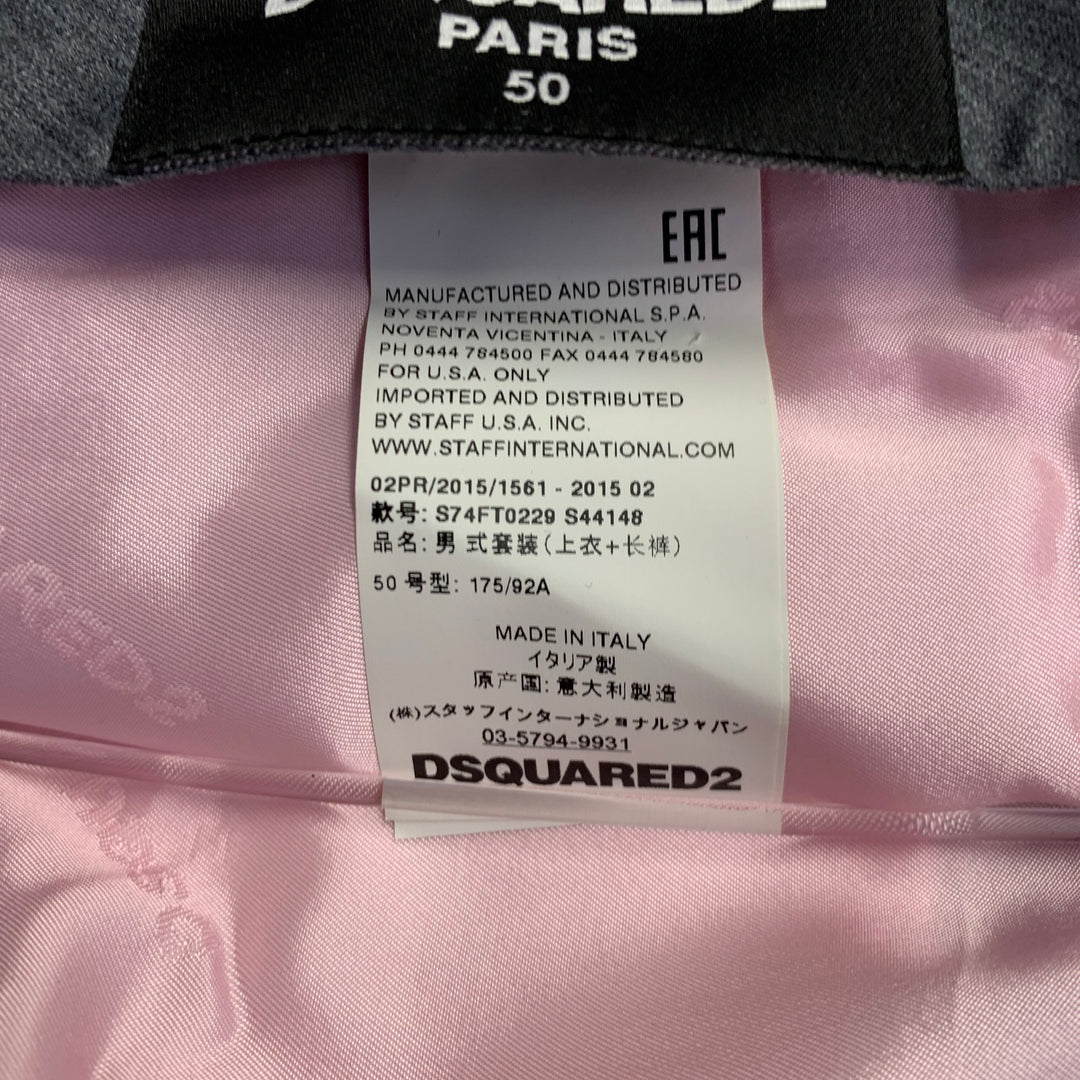 PARIS
50
EAC
MANUFACTURED AND DISTRIBUTED
BY STAFF INTERNATIONAL S.P.A.
NOVENTA VICENTINA - ITALY
PH 0444 784500 FAX 0444 784580
FOR U.S.A. ONLY
IMPORTED AND DISTRIBUTED
BY STAFF U.S.A. INC.
WWW.STAFFINTERNATIONAL.COM
02PR/2015/1561 - 2015 02
款号: S74FT0229 S44148
品名: 男 式套装(上衣+长裤)
50 号型: 175/92A
MADE IN ITALY
イタリア製
原产国: 意大利製造
(株)スタッフインターナショナルジャパン
03-5794-9931
DSQUARED2